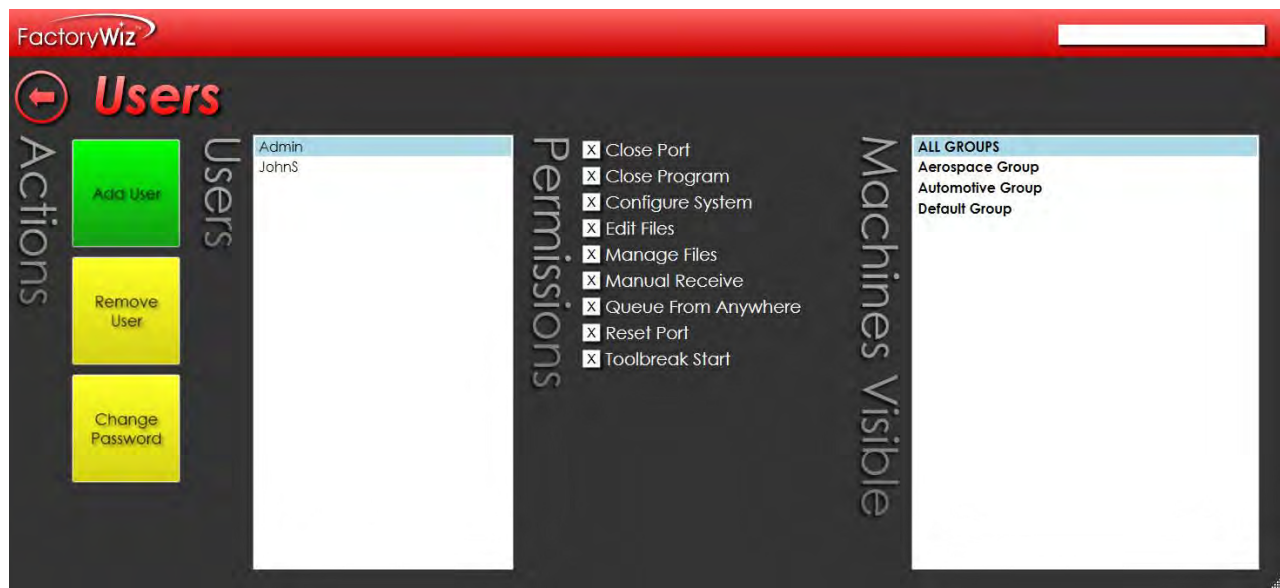 FactoryWiz
Users
Actions
Add User
Remove
User
Change
Password
Users
Admin
JohnS
Permissions
X Close Port
X Close Program
X Configure System
X Edit Files
X Manage Files
X Manual Receive
X Queue From Anywhere
X Reset Port
X Toolbreak Start
Machines Visible
ALL GROUPS
Aerospace Group
Automotive Group
Default Group